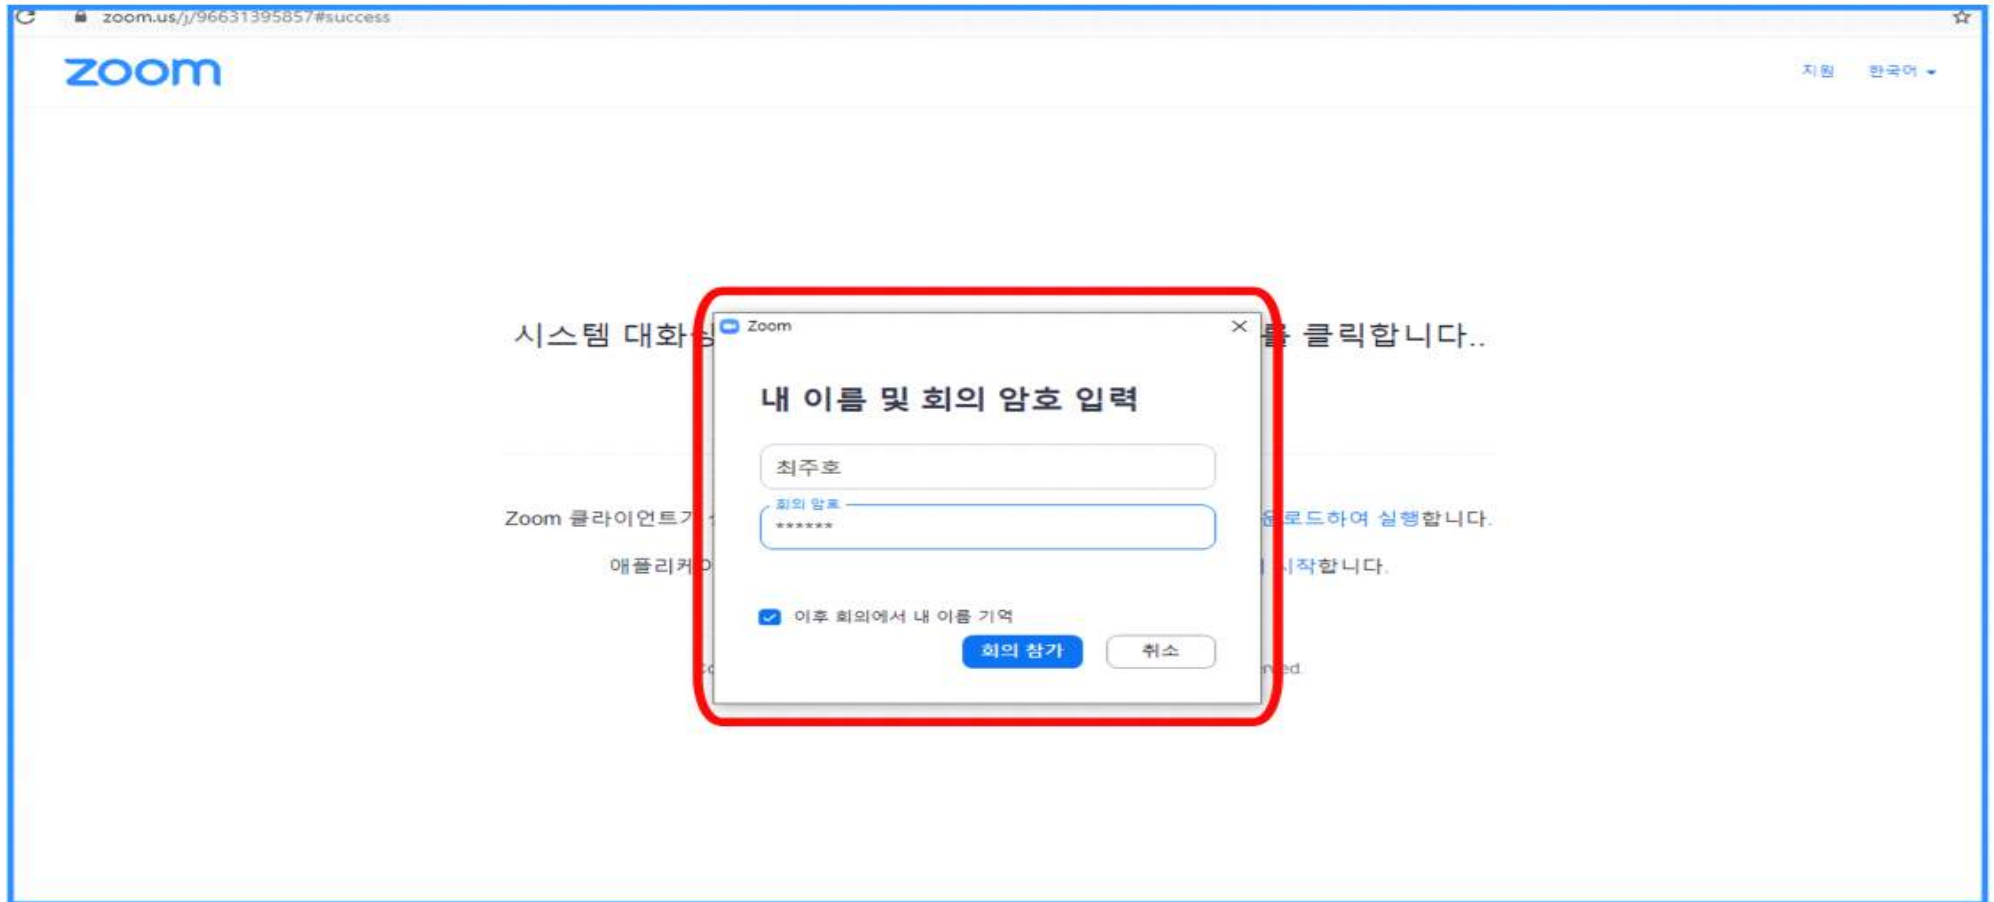 zoom.us/j/96631395857#success
zoom
지원 한국어
시스템 대화 를 클릭합니다..
Zoom
내 이름 및 회의 암호 입력
최주호
회의 암호
******
Zoom 클라이언트가 운로드하여 실행합니다.
애플리케이 시작합니다.
이후 회의에서 내 이름 기억
회의 참가 취소